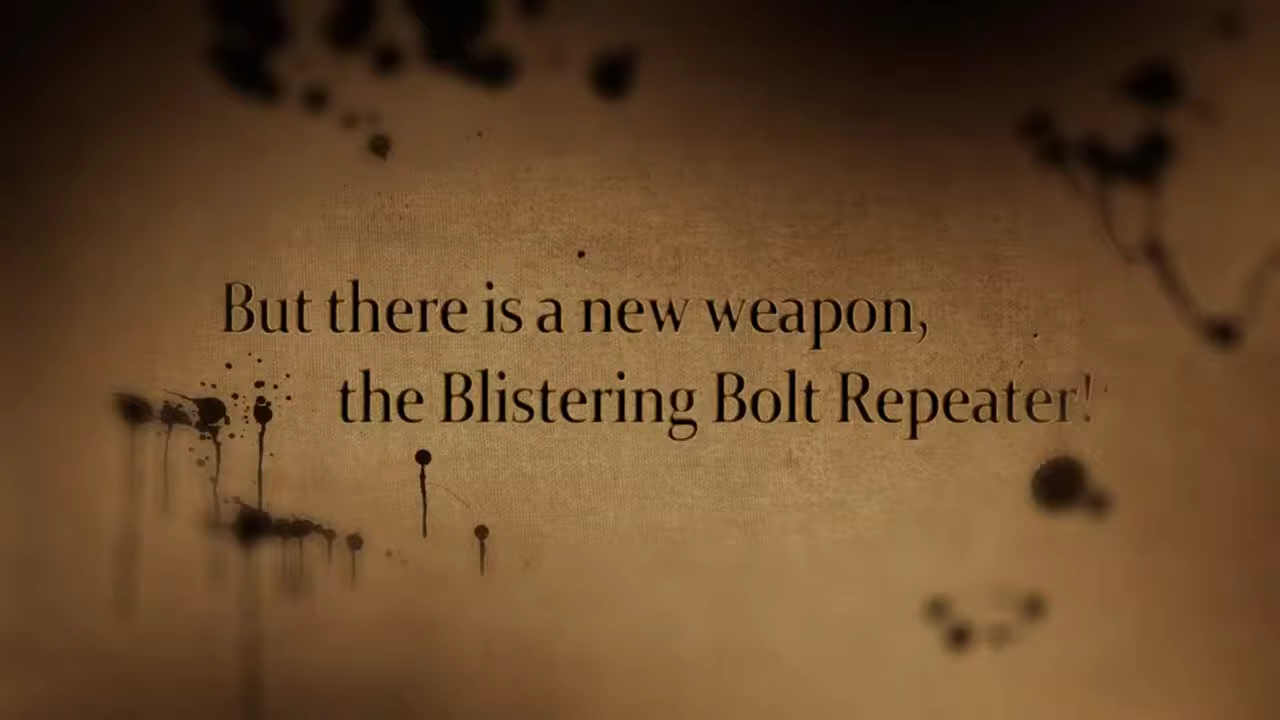 But there is a new weapon,
the Blistering Bolt Repeater!